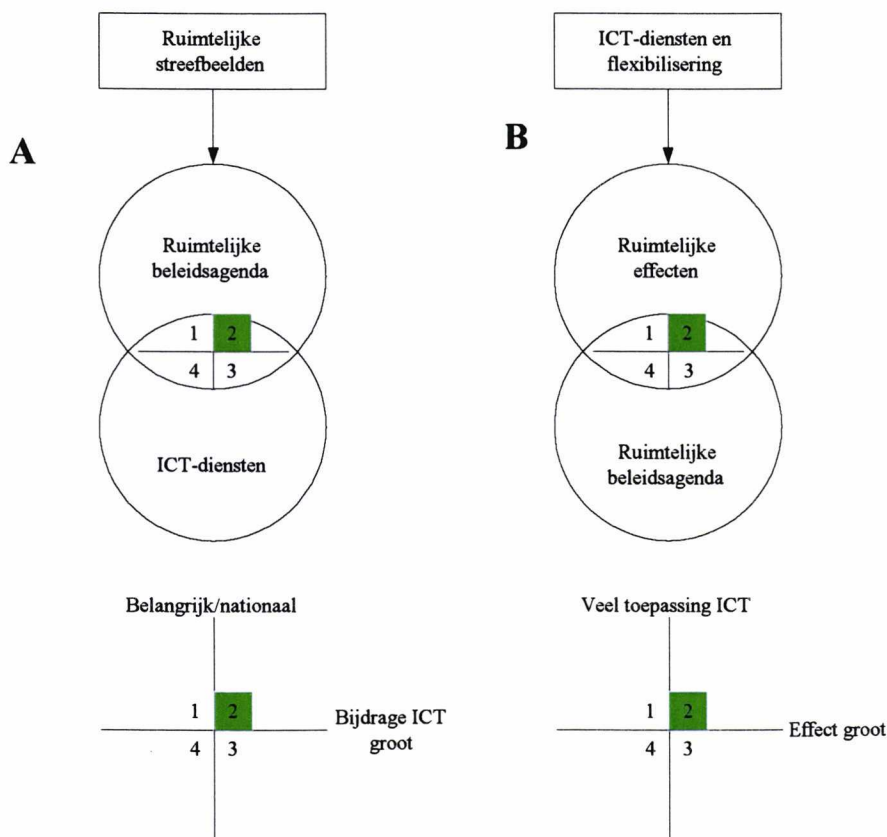 Ruimtelijke
streefbeelden
A
Ruimtelijke
beleidsagenda
1 2
4 3
ICT-diensten
Belangrijk/nationaal
1 2
4 3
Bijdrage ICT
groot
ICT-diensten en
flexibilisering
B
Ruimtelijke
effecten
1 2
4 3
Ruimtelijke
beleidsagenda
Veel toepassing ICT
1 2
4 3
Effect groot